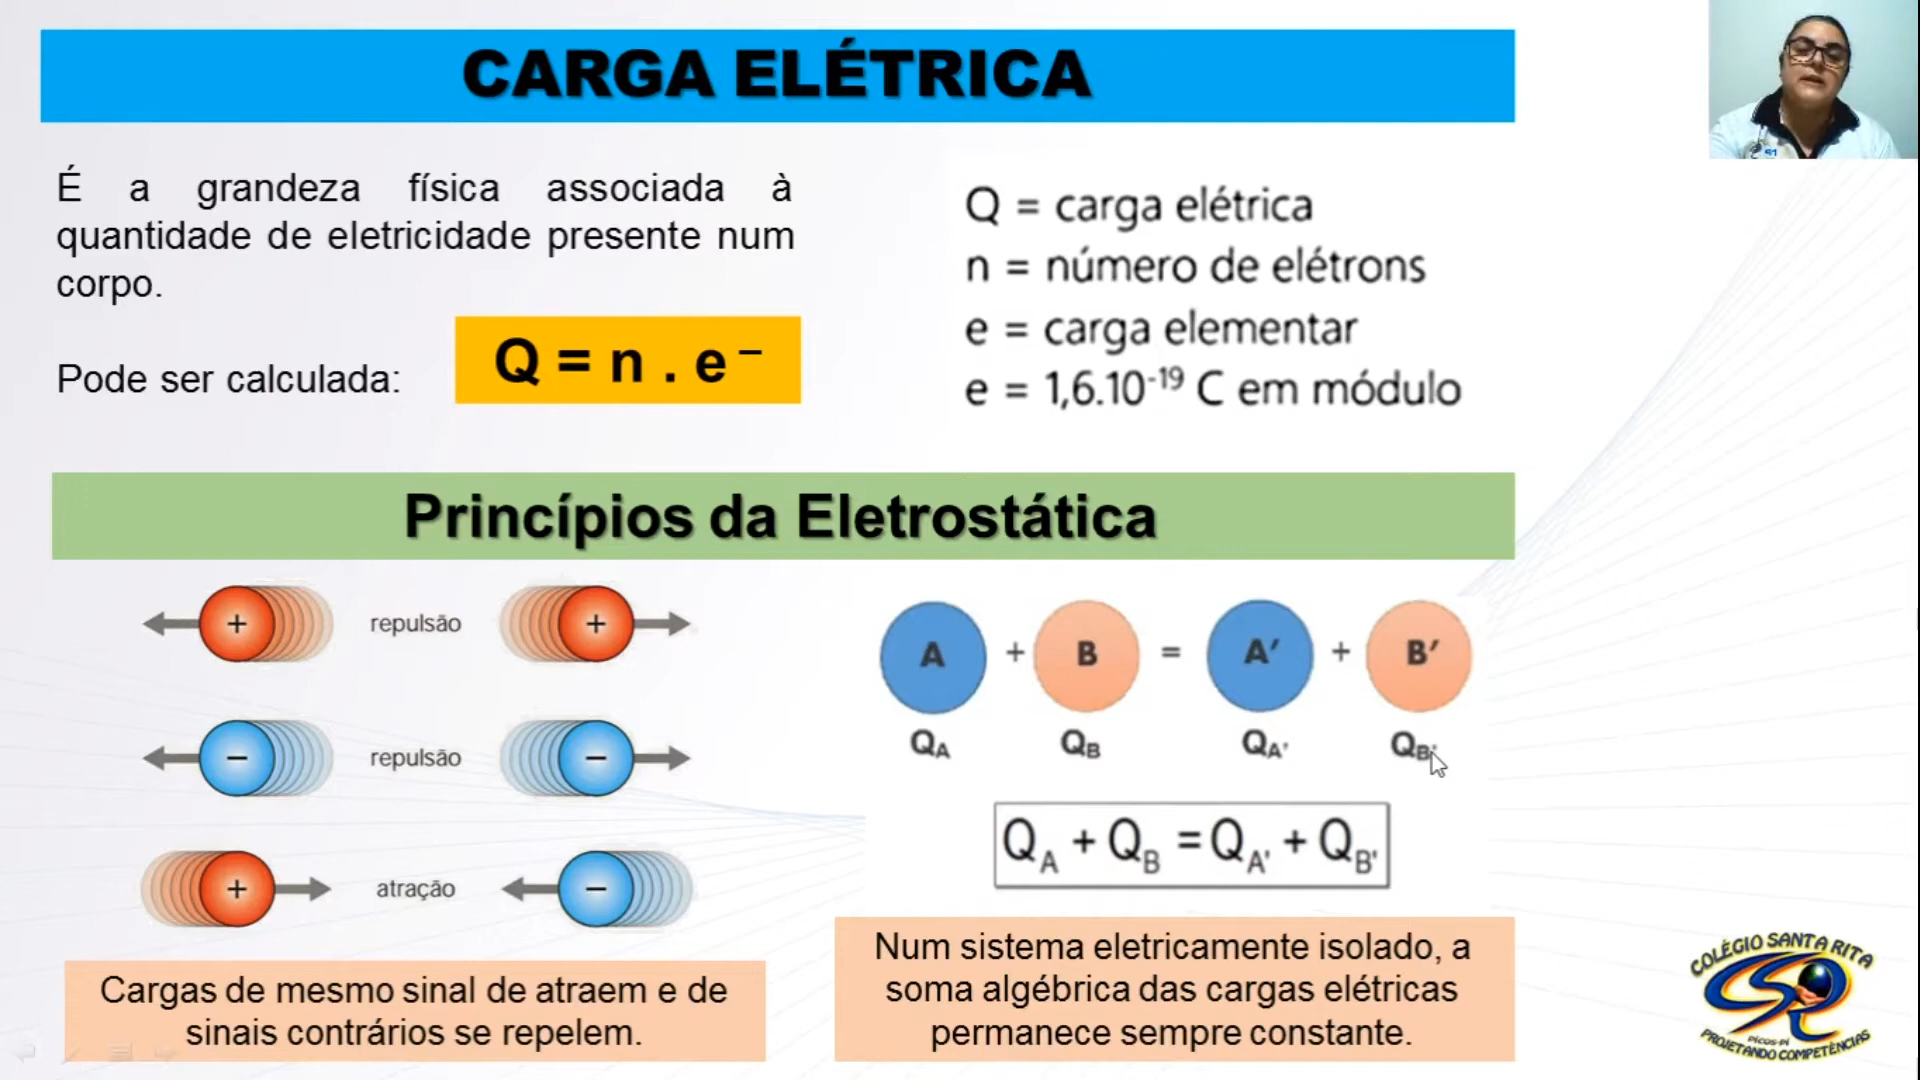 CARGA ELÉTRICA
É a grandeza física associada à
quantidade de eletricidade presente num
corpo.
Pode ser calculada:
Q = n . e⁻
Q = carga elétrica
n = número de elétrons
e = carga elementar
e = 1,6.10⁻¹⁹ C em módulo
Princípios da Eletrostática
+ repulsão +
− repulsão −
+ atração −
A + B = A′ + B′
QA QB QA' QB'
QA + QB = QA' + QB'
Cargas de mesmo sinal de atraem e de
sinais contrários se repelem.
Num sistema eletricamente isolado, a
soma algébrica das cargas elétricas
permanece sempre constante.
COLÉGIO SANTA RITA
PICOS-PI
PROJETANDO COMPETÊNCIAS